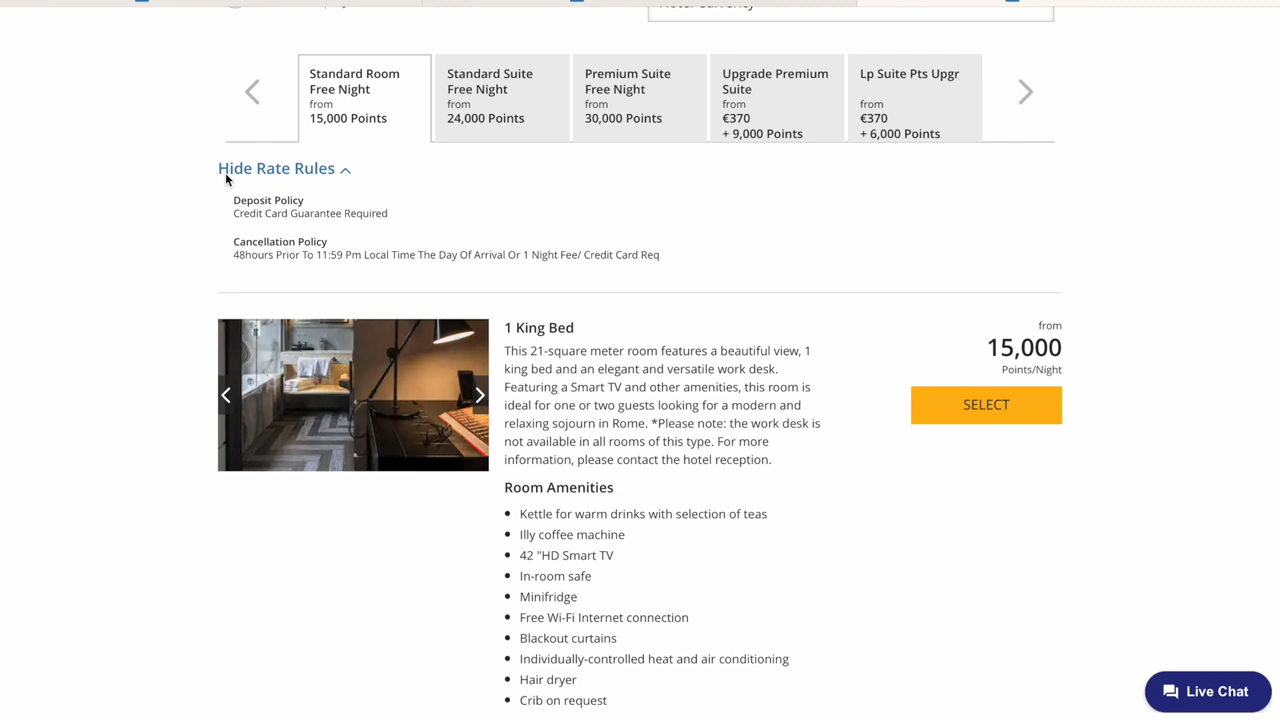 Standard Room
Free Night
from
15,000 Points
Standard Suite
Free Night
from
24,000 Points
Premium Suite
Free Night
from
30,000 Points
Upgrade Premium
Suite
from
€370
+ 9,000 Points
Lp Suite Pts Upgr
from
€370
+ 6,000 Points
Hide Rate Rules
Deposit Policy
Credit Card Guarantee Required
Cancellation Policy
48hours Prior To 11:59 Pm Local Time The Day Of Arrival Or 1 Night Fee/ Credit Card Req
1 King Bed
This 21-square meter room features a beautiful view, 1
king bed and an elegant and versatile work desk.
Featuring a Smart TV and other amenities, this room is
ideal for one or two guests looking for a modern and
relaxing sojourn in Rome. *Please note: the work desk is
not available in all rooms of this type. For more
information, please contact the hotel reception.
from
15,000
Points/Night
SELECT
Room Amenities
Kettle for warm drinks with selection of teas
Illy coffee machine
42 "HD Smart TV
In-room safe
Minifridge
Free Wi-Fi Internet connection
Blackout curtains
Individually-controlled heat and air conditioning
Hair dryer
Crib on request
Live Chat